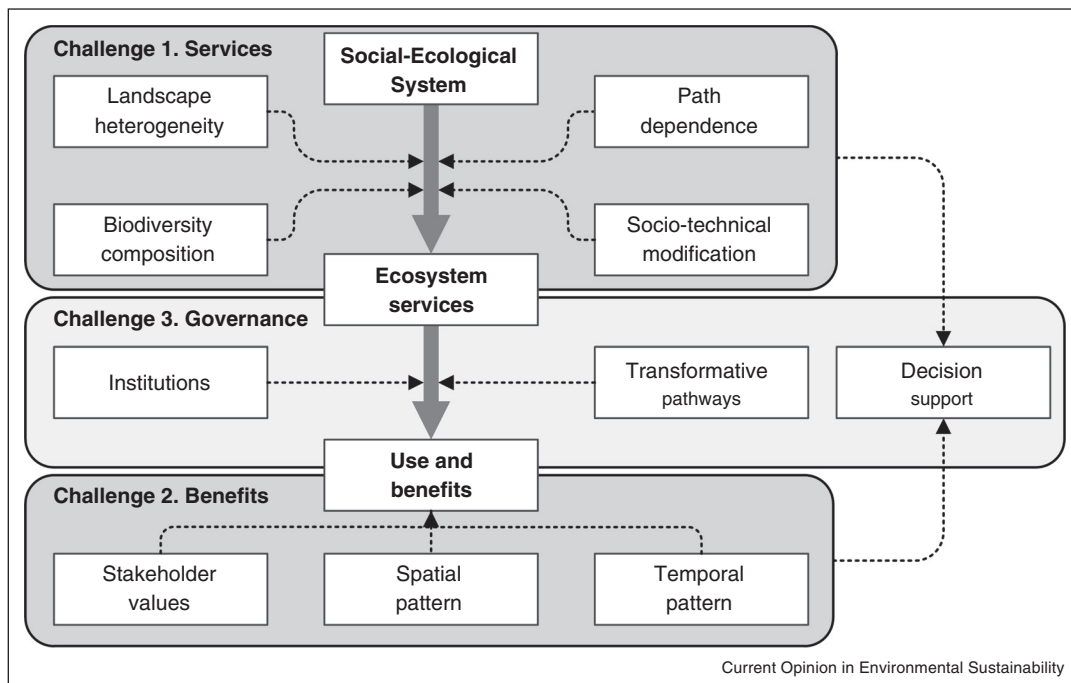 Challenge 1. Services
Social-Ecological
System
Landscape
heterogeneity
Path
dependence
Biodiversity
composition
Socio-technical
modification
Ecosystem
services
Challenge 3. Governance
Institutions
Transformative
pathways
Decision
support
Use and
benefits
Challenge 2. Benefits
Stakeholder
values
Spatial
pattern
Temporal
pattern
Current Opinion in Environmental Sustainability